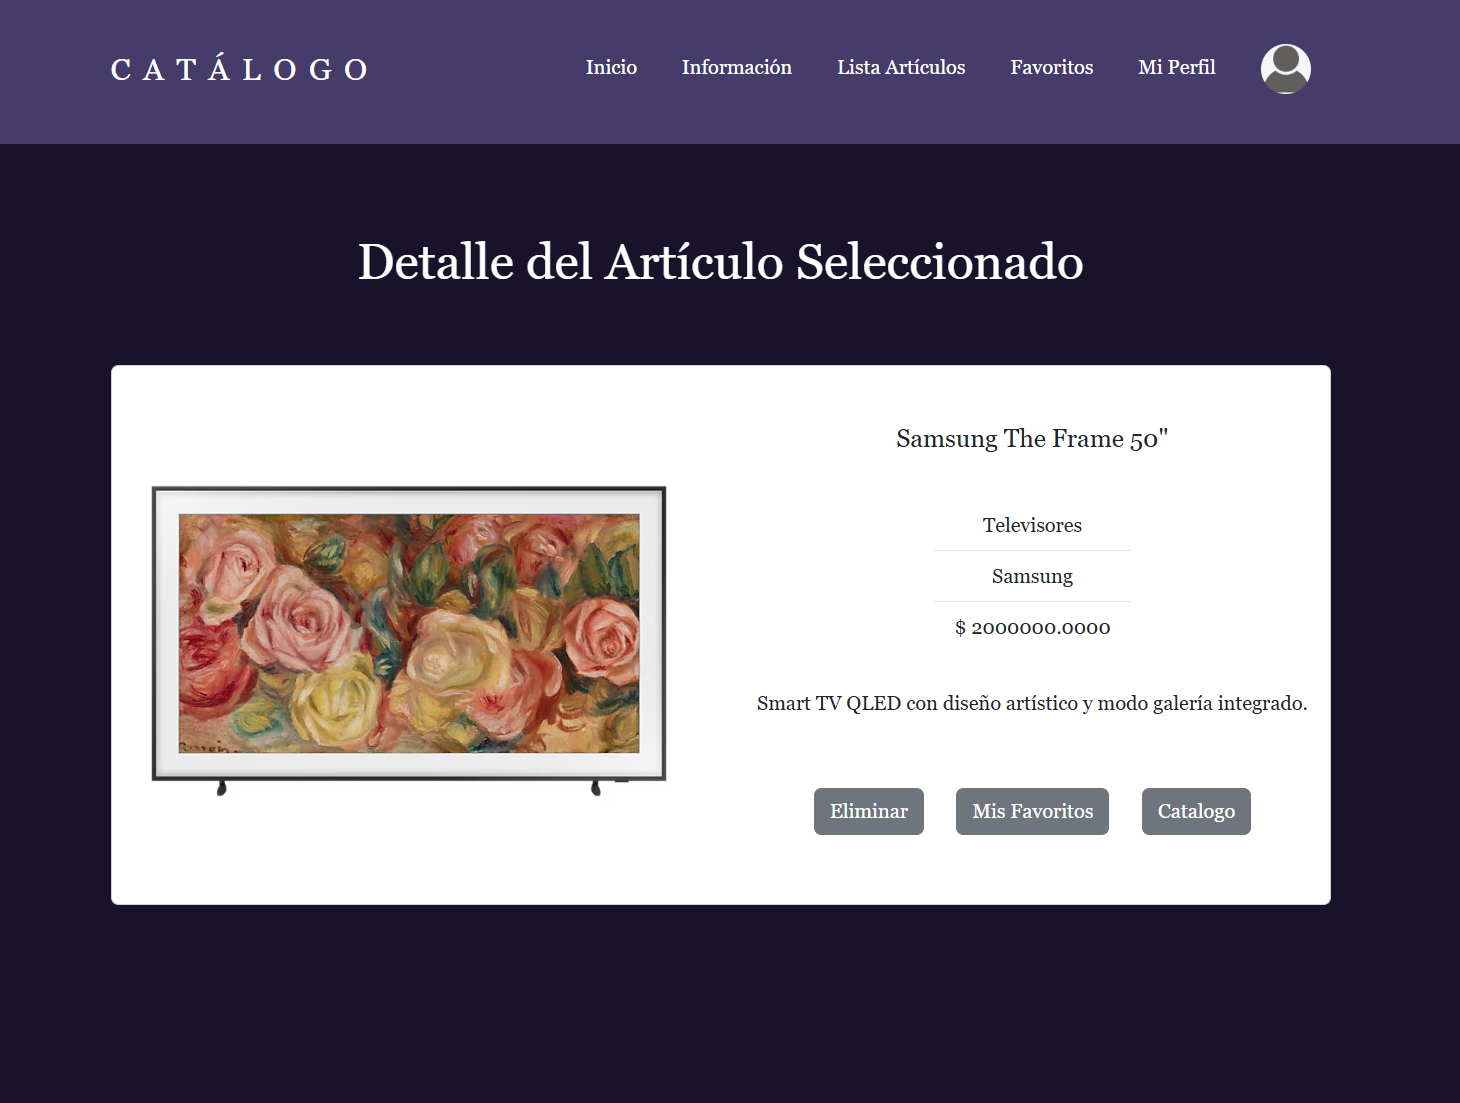 CATÁLOGO
Inicio Información Lista Artículos Favoritos Mi Perfil
Detalle del Artículo Seleccionado
Samsung The Frame 50"
Televisores
Samsung
$ 2000000.0000
Smart TV QLED con diseño artístico y modo galería integrado.
Eliminar Mis Favoritos Catalogo